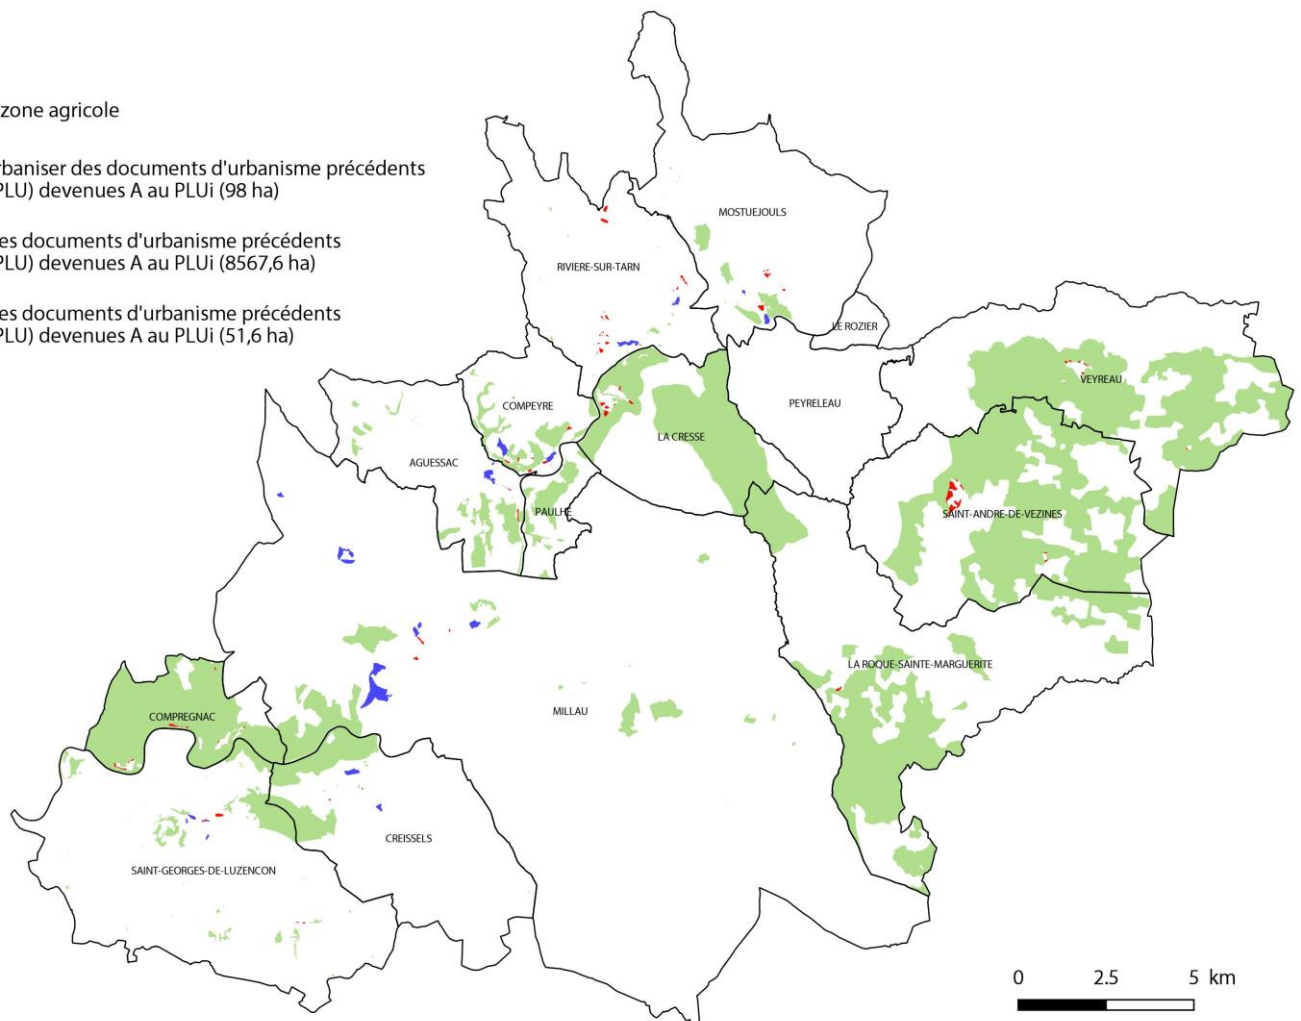 zone agricole
rbaniser des documents d'urbanisme précédents
PLU) devenues A au PLUi (98 ha)
es documents d'urbanisme précédents
PLU) devenues A au PLUi (8567,6 ha)
es documents d'urbanisme précédents
PLU) devenues A au PLUi (51,6 ha)
MOSTUEJOULS
RIVIERE-SUR-TARN
LE ROZIER
VEYREAU
PEYRELEAU
COMPEYRE
LA CRESSE
AGUESSAC
PAULHE
SAINT-ANDRE-DE-VEZINES
LA ROQUE-SAINTE-MARGUERITE
MILLAU
COMPREGNAC
CREISSELS
SAINT-GEORGES-DE-LUZENCON
0 2.5 5 km